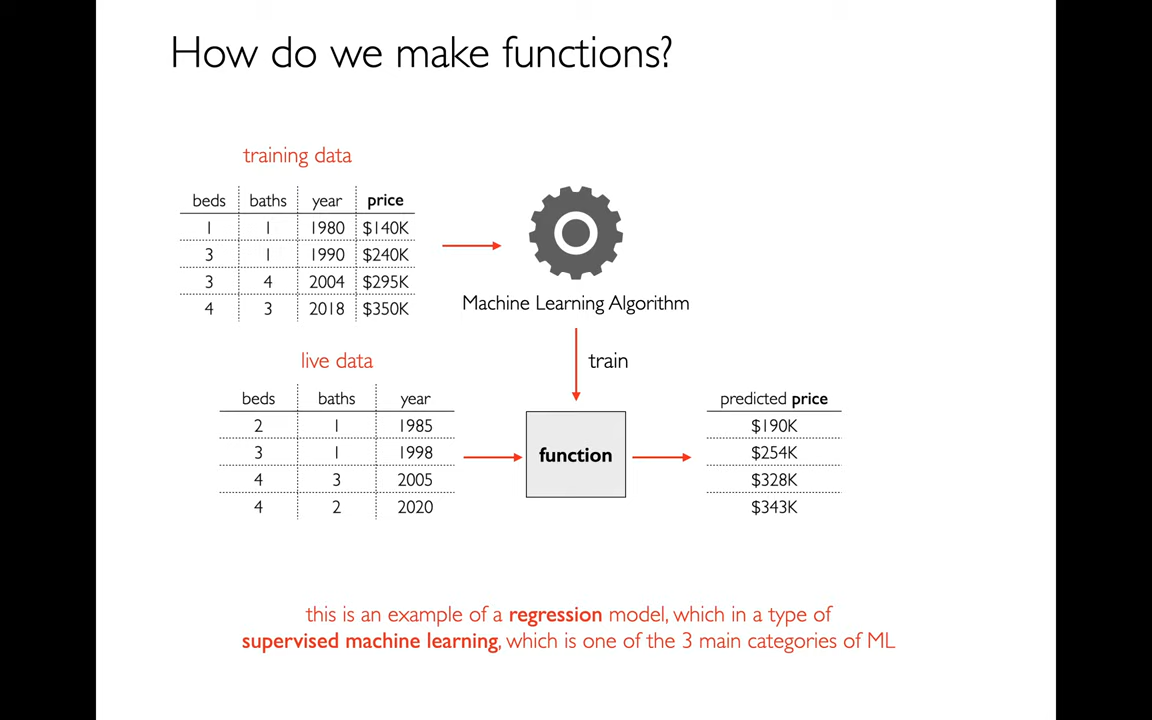 How do we make functions?
training data
beds baths year price
1 1 1980 $140K
3 1 1990 $240K
3 4 2004 $295K
4 3 2018 $350K
Machine Learning Algorithm
train
live data
beds baths year
2 1 1985
3 1 1998
4 3 2005
4 2 2020
function
predicted price
$190K
$254K
$328K
$343K
this is an example of a regression model, which in a type of
supervised machine learning, which is one of the 3 main categories of ML